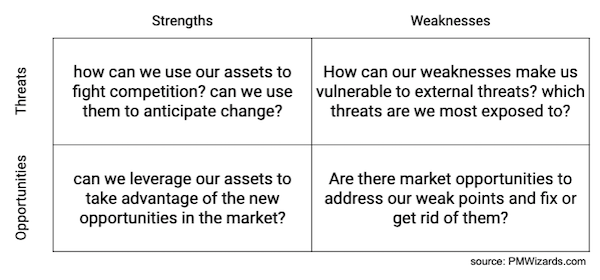 Strengths
Weaknesses
Threats
how can we use our assets to
fight competition? can we use
them to anticipate change?
How can our weaknesses make us
vulnerable to external threats? which
threats are we most exposed to?
Opportunities
can we leverage our assets to
take advantage of the new
opportunities in the market?
Are there market opportunities to
address our weak points and fix or
get rid of them?
source: PMWizards.com